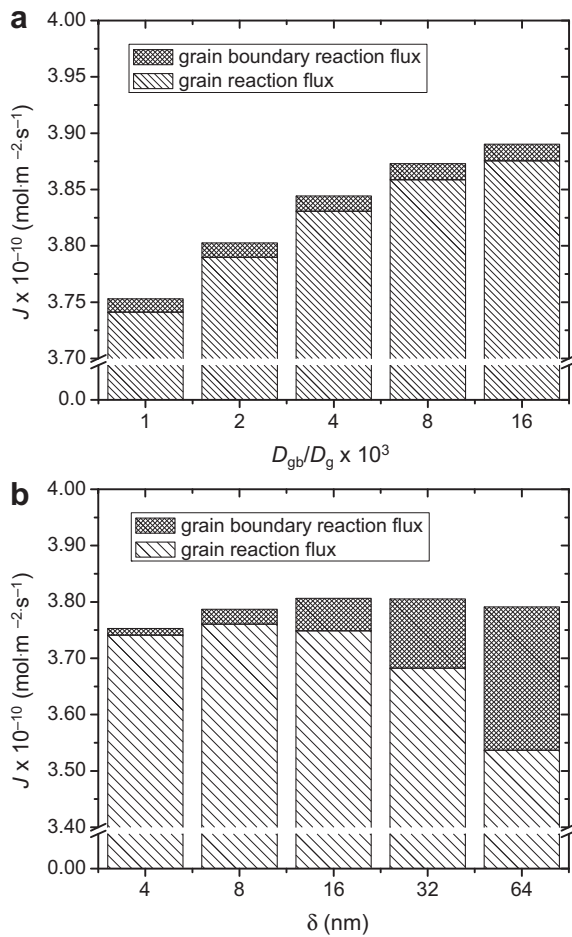 a
4.00
grain boundary reaction flux
grain reaction flux
3.95
3.90
3.85
3.80
3.75
3.70
0.0
J x 10⁻¹⁰ (mol·m⁻²·s⁻¹)
1 2 4 8 16
D_gb/D_g x 10³
b
4.00
grain boundary reaction flux
grain reaction flux
3.90
3.80
3.70
3.60
3.50
3.40
0.00
J x 10⁻¹⁰ (mol·m⁻²·s⁻¹)
4 8 16 32 64
δ (nm)